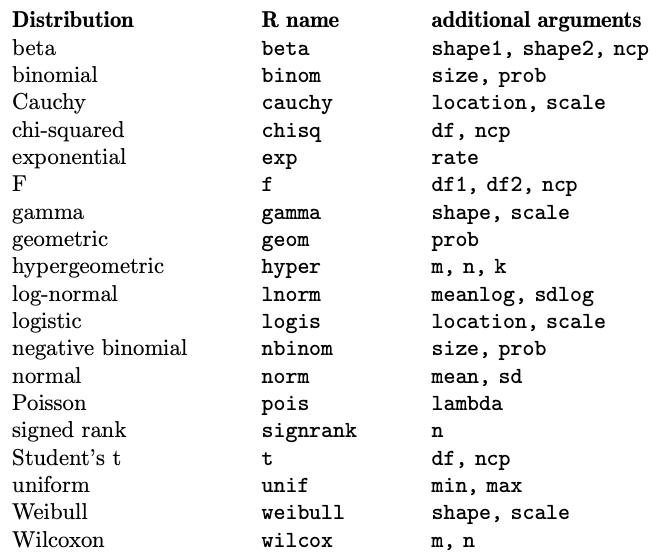 Distribution R name additional arguments
beta beta shape1, shape2, ncp
binomial binom size, prob
Cauchy cauchy location, scale
chi-squared chisq df, ncp
exponential exp rate
F f df1, df2, ncp
gamma gamma shape, scale
geometric geom prob
hypergeometric hyper m, n, k
log-normal lnorm meanlog, sdlog
logistic logis location, scale
negative binomial nbinom size, prob
normal norm mean, sd
Poisson pois lambda
signed rank signrank n
Student's t t df, ncp
uniform unif min, max
Weibull weibull shape, scale
Wilcoxon wilcox m, n